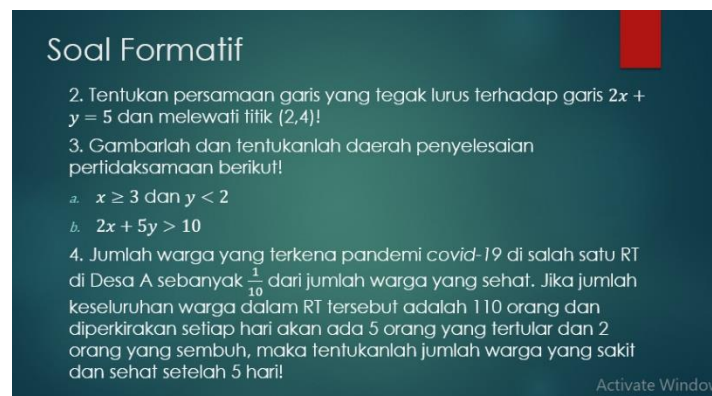 Soal Formatif
2. Tentukan persamaan garis yang tegak lurus terhadap garis 2x +
y = 5 dan melewati titik (2,4)!
3. Gambarlah dan tentukanlah daerah penyelesaian
pertidaksamaan berikut!
a. x ≥ 3 dan y < 2
b. 2x + 5y > 10
4. Jumlah warga yang terkena pandemi covid-19 di salah satu RT
di Desa A sebanyak 1/10 dari jumlah warga yang sehat. Jika jumlah
keseluruhan warga dalam RT tersebut adalah 110 orang dan
diperkirakan setiap hari akan ada 5 orang yang tertular dan 2
orang yang sembuh, maka tentukanlah jumlah warga yang sakit
dan sehat setelah 5 hari!
Activate Window